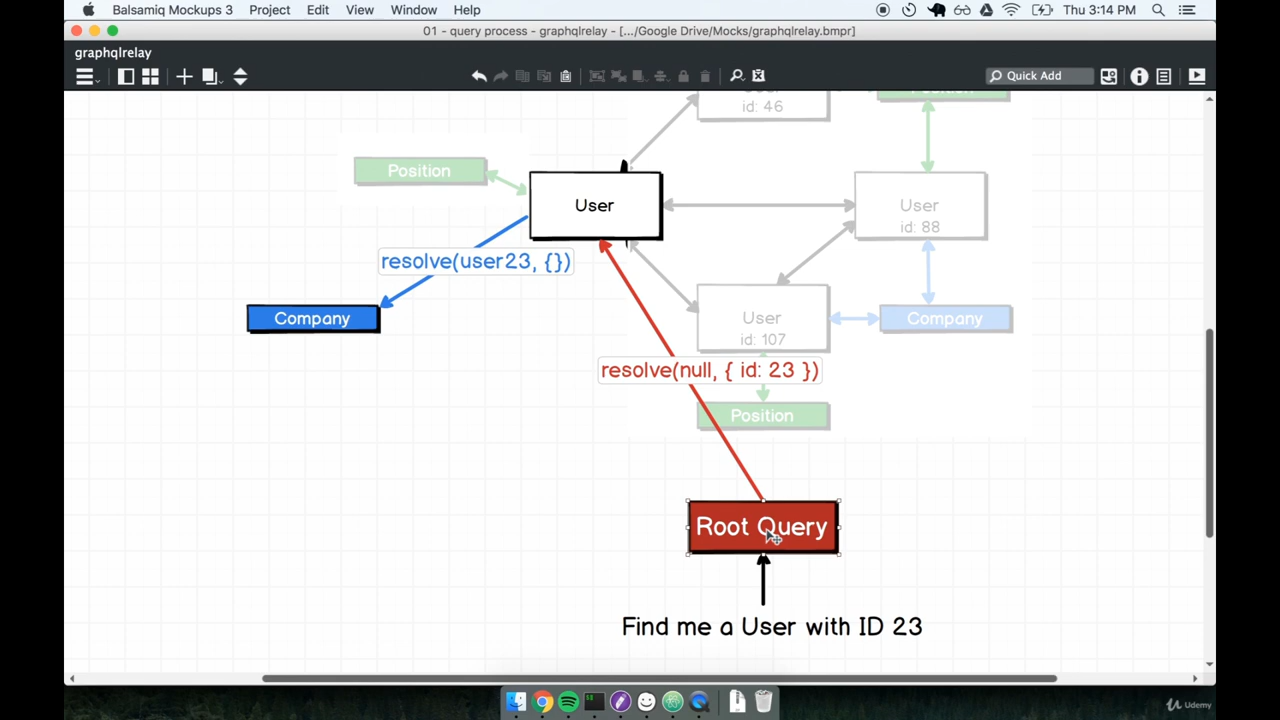 Balsamiq Mockups 3 Project Edit View Window Help Thu 3:14 PM
01 - query process - graphqlrelay - [.../Google Drive/Mocks/graphqlrelay.bmpr]
graphqlrelay
Quick Add
id: 46
Position
User
User
id: 88
resolve(user23, {})
Company
User
id: 107
Company
resolve(null, { id: 23 })
Position
Root Query
Find me a User with ID 23
Udemy